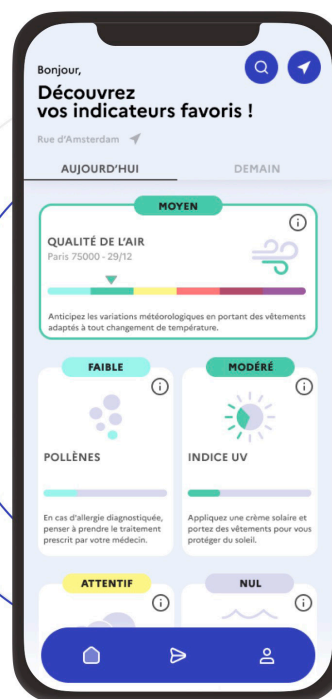 Bonjour,
Découvrez
vos indicateurs favoris !
Rue d'Amsterdam
AUJOURD'HUI
DEMAIN
MOYEN
QUALITÉ DE L'AIR
Paris 75000 - 29/12
Anticipez les variations météorologiques en portant des vêtements
adaptés à tout changement de température.
FAIBLE
POLLÈNES
En cas d'allergie diagnostiquée,
penser à prendre le traitement
prescrit par votre médecin.
MODÉRÉ
INDICE UV
Appliquez une crème solaire et
portez des vêtements pour vous
protéger du soleil.
ATTENTIF
NUL